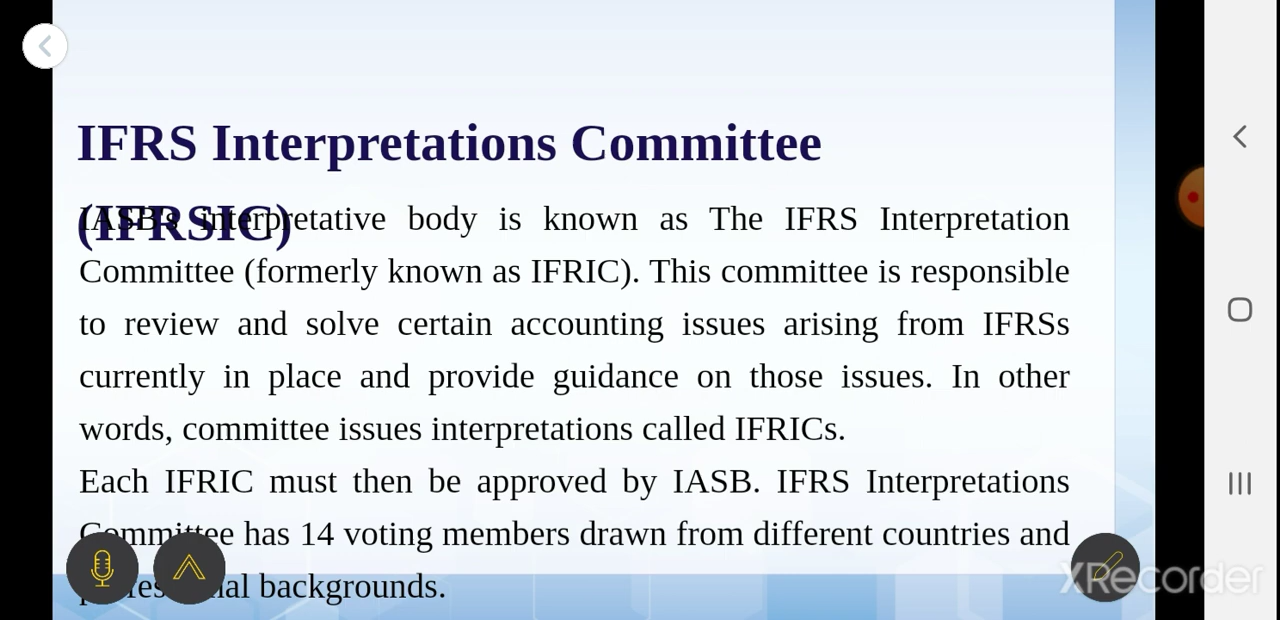 IFRS Interpretations Committee
(IFRSIC)
IASB's interpretative body is known as The IFRS Interpretation
Committee (formerly known as IFRIC). This committee is responsible
to review and solve certain accounting issues arising from IFRSs
currently in place and provide guidance on those issues. In other
words, committee issues interpretations called IFRICs.
Each IFRIC must then be approved by IASB. IFRS Interpretations
Committee has 14 voting members drawn from different countries and
professional backgrounds.
XRecorder